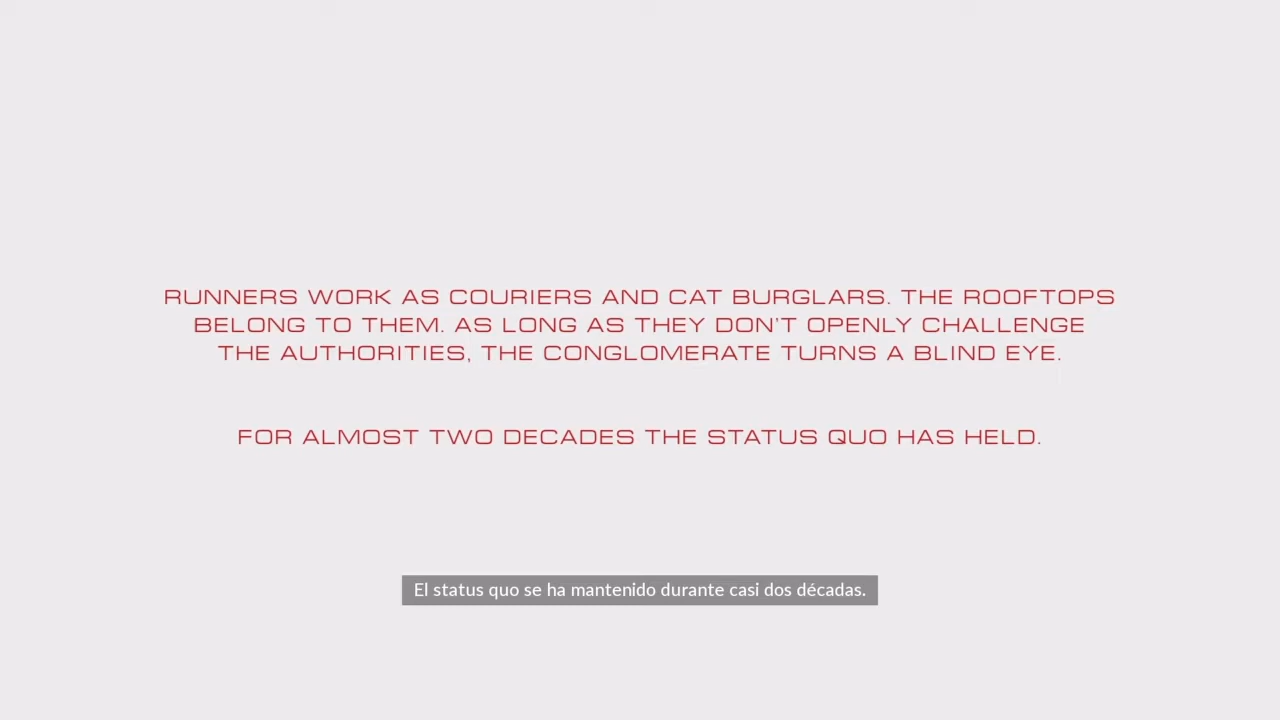 RUNNERS WORK AS COURIERS AND CAT BURGLARS. THE ROOFTOPS
BELONG TO THEM. AS LONG AS THEY DON'T OPENLY CHALLENGE
THE AUTHORITIES, THE CONGLOMERATE TURNS A BLIND EYE.
FOR ALMOST TWO DECADES THE STATUS QUO HAS HELD.
El status quo se ha mantenido durante casi dos décadas.